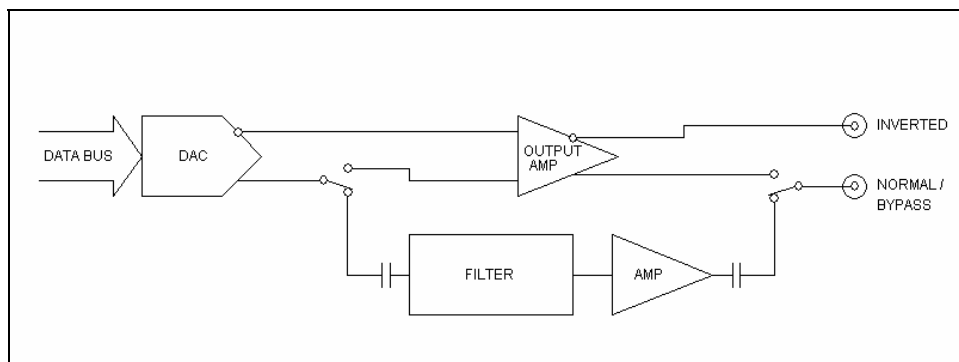 DATA BUS
DAC
OUTPUT
AMP
INVERTED
NORMAL /
BYPASS
FILTER
AMP